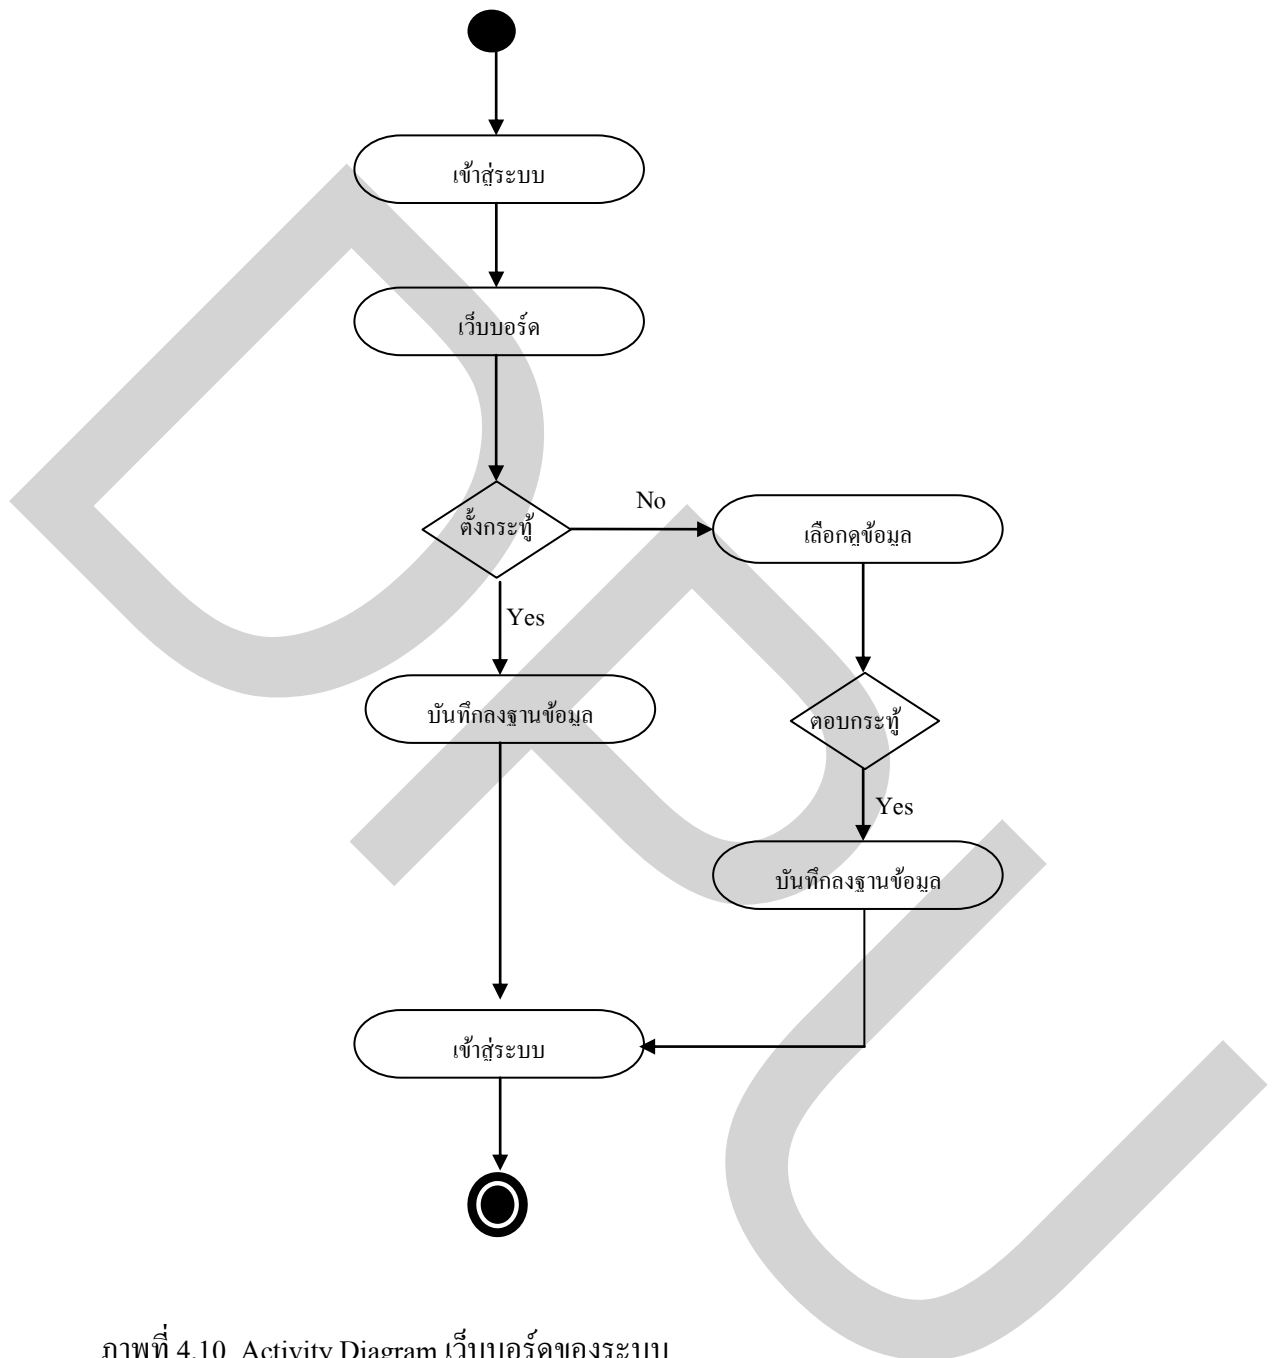 เข้าสู่ระบบ
เว็บบอร์ด
ตั้งกระทู้
No
เลือกดูข้อมูล
Yes
บันทึกลงฐานข้อมูล
ตอบกระทู้
Yes
บันทึกลงฐานข้อมูล
เข้าสู่ระบบ
ภาพที่ 4.10 Activity Diagram เว็บบอร์ดของระบบ
DPU